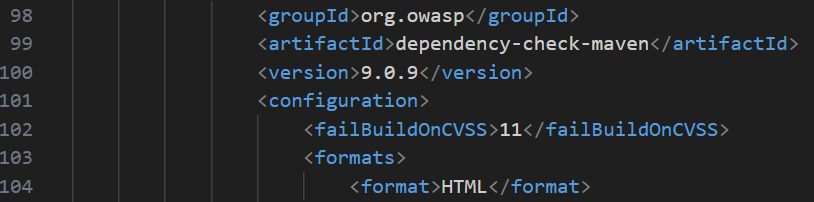 98 <groupId>org.owasp</groupId>
99 <artifactId>dependency-check-maven</artifactId>
100 <version>9.0.9</version>
101 <configuration>
102 <failBuildOnCVSS>11</failBuildOnCVSS>
103 <formats>
104 <format>HTML</format>